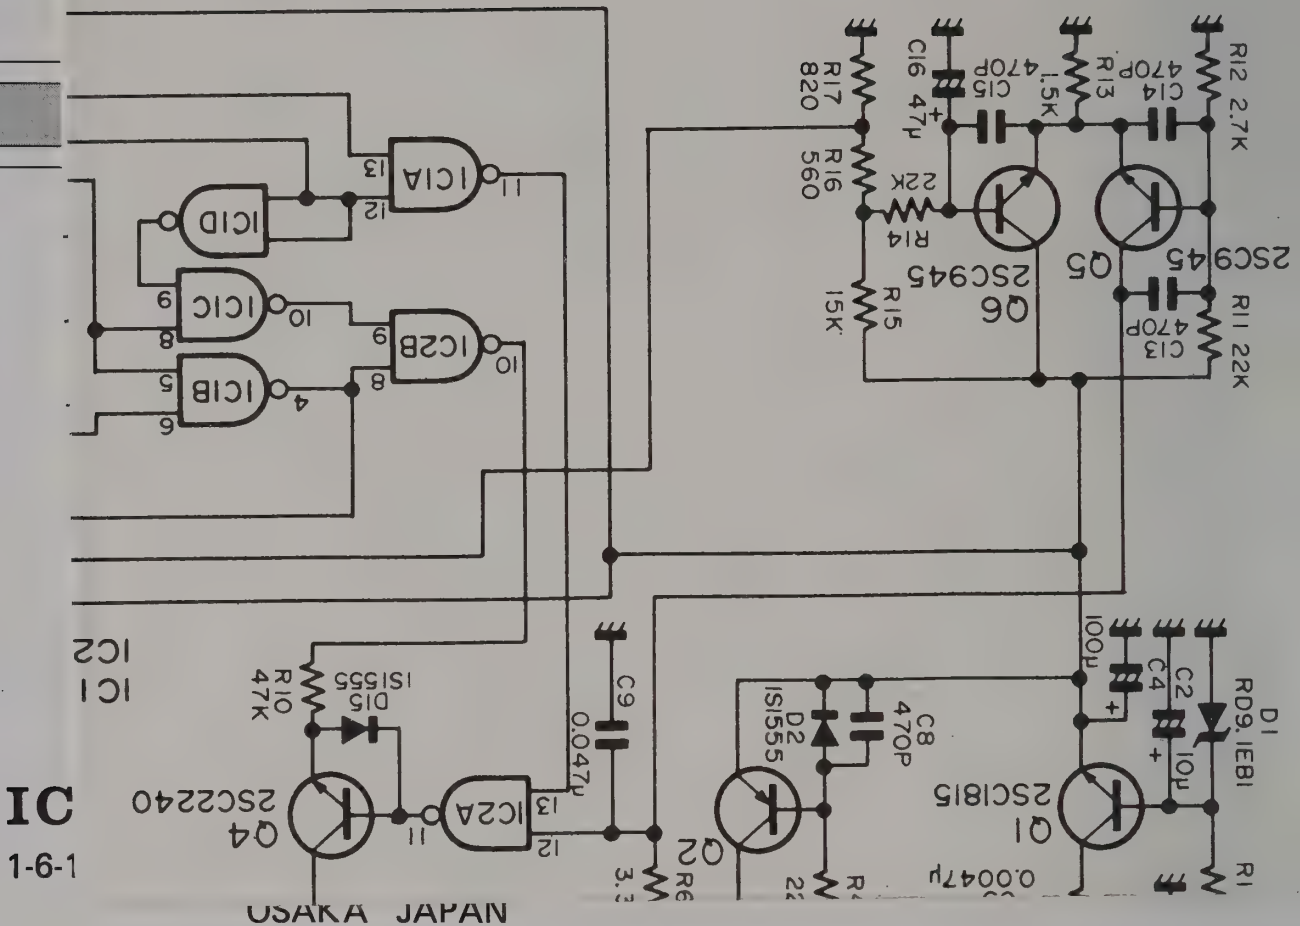 R17
820
C16 47μ
+
C15
470P
R13
1.5K
C14
470P
R12 2.7K
R16
560
22K
R14
R15
15K
2SC945
Q6
Q5
2SC945
C13
470P
R11 22K
13
12
IC1A
11
IC1D
9
8
IC1C
10
5
6
IC1B
4
9
8
IC2B
10
IC2
IC1
R10
47K
D15
1S1555
C9
0.047μ
13
12
IC2A
11
2SC2240
Q4
R6
D2
1S1555
C8
470P
Q2
100μ
C4
+
C2
10μ
+
D1
RD9.1EB1
2SC1815
Q1
0.0047μ
R1
IC
1-6-1
OSAKA JAPAN